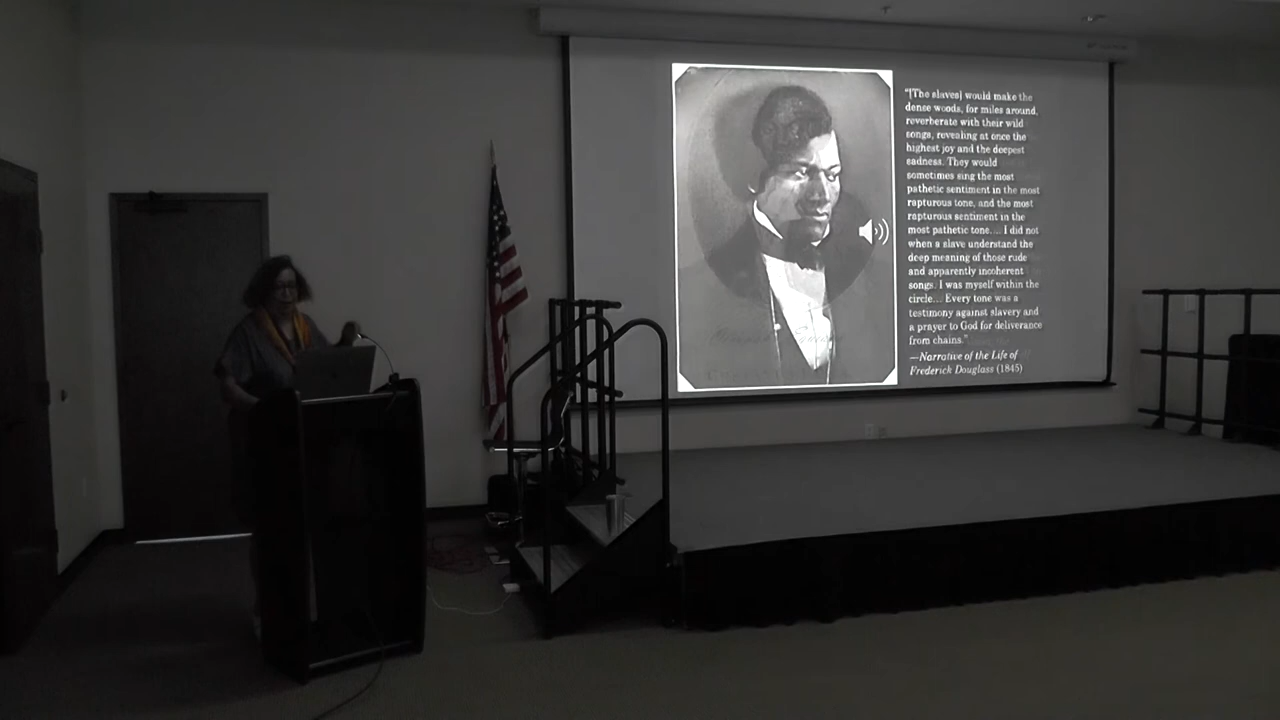 "[The slaves] would make the
dense woods, for miles around,
reverberate with their wild
songs, revealing at once the
highest joy and the deepest
sadness. They would
sometimes sing the most
pathetic sentiment in the most
rapturous tone, and the most
rapturous sentiment in the
most pathetic tone.... I did not
when a slave understand the
deep meaning of those rude
and apparently incoherent
songs. I was myself within the
circle... Every tone was a
testimony against slavery and
a prayer to God for deliverance
from chains."
—Narrative of the Life of
Frederick Douglass (1845)